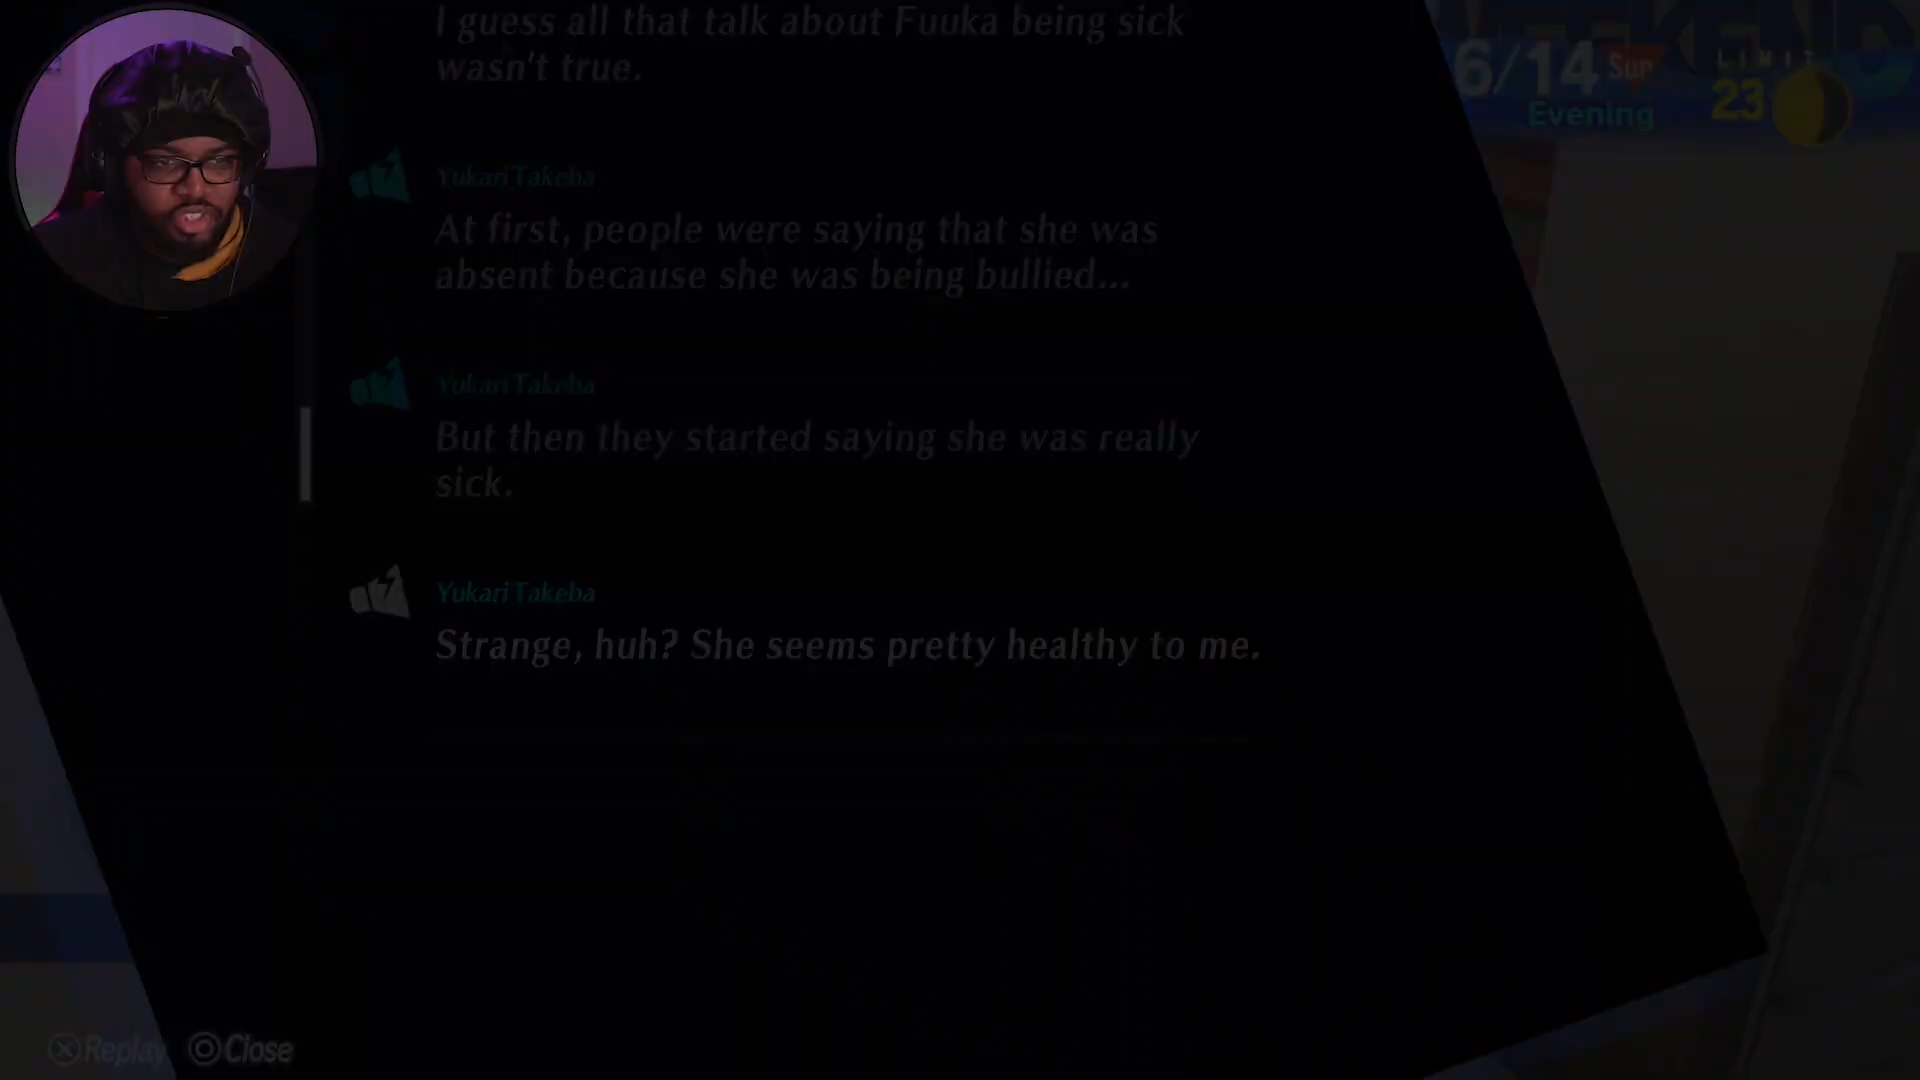 I guess all that talk about Fuuka being sick
wasn't true.
6/14 Sun
Evening
LIMIT
23
Yukari Takeba
At first, people were saying that she was
absent because she was being bullied...
Yukari Takeba
But then they started saying she was really
sick.
Yukari Takeba
Strange, huh? She seems pretty healthy to me.
Replay
Close